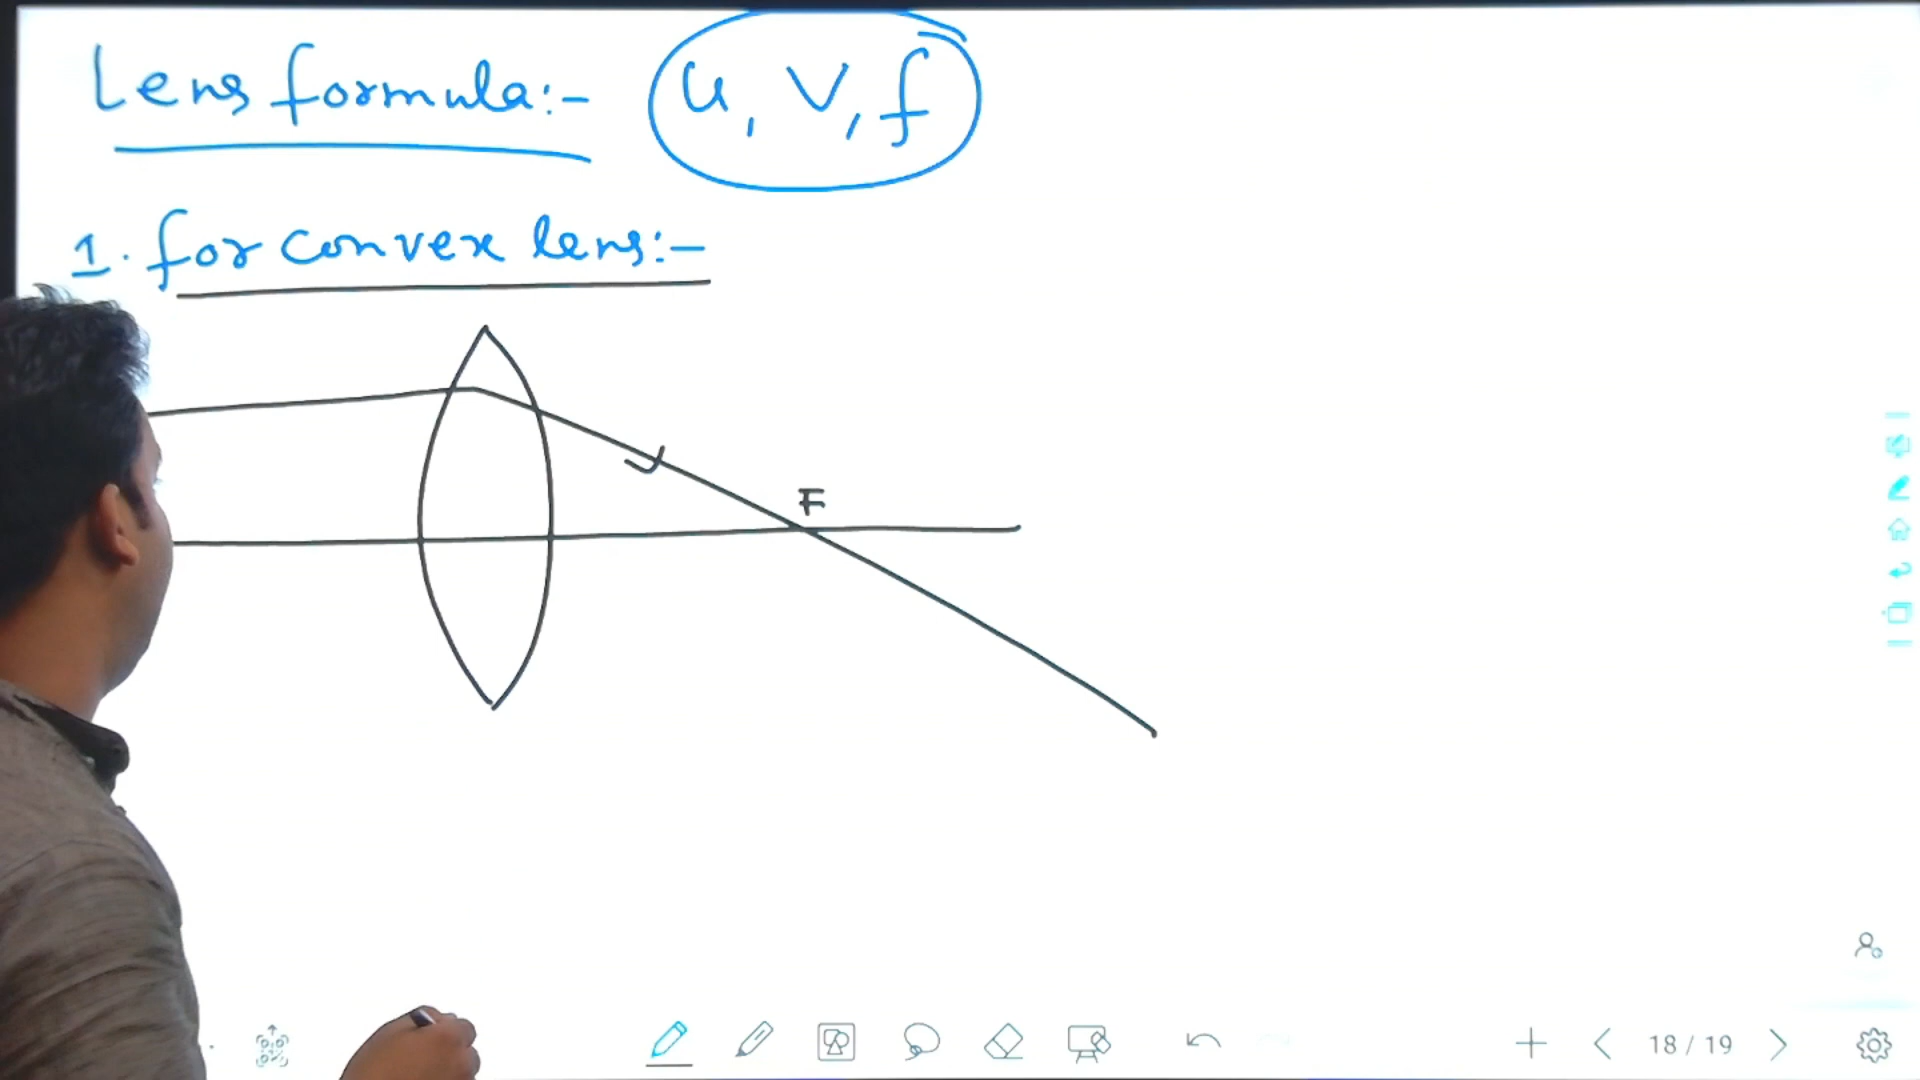 Lens formula:- u, v, f
1. for convex lens:-
F
18 / 19